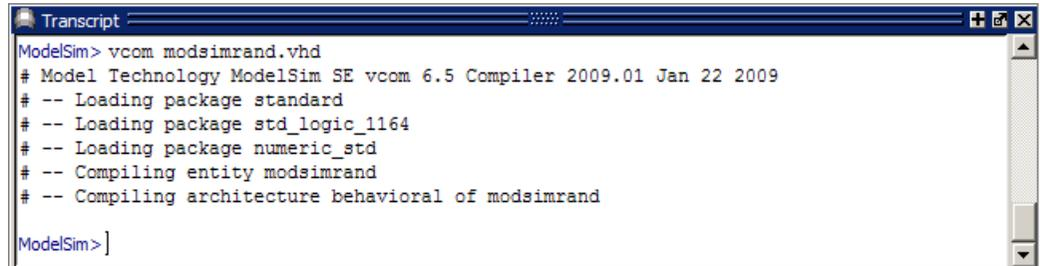 Transcript
ModelSim> vcom modsimrand.vhd
# Model Technology ModelSim SE vcom 6.5 Compiler 2009.01 Jan 22 2009
# -- Loading package standard
# -- Loading package std_logic_1164
# -- Loading package numeric_std
# -- Compiling entity modsimrand
# -- Compiling architecture behavioral of modsimrand
ModelSim>